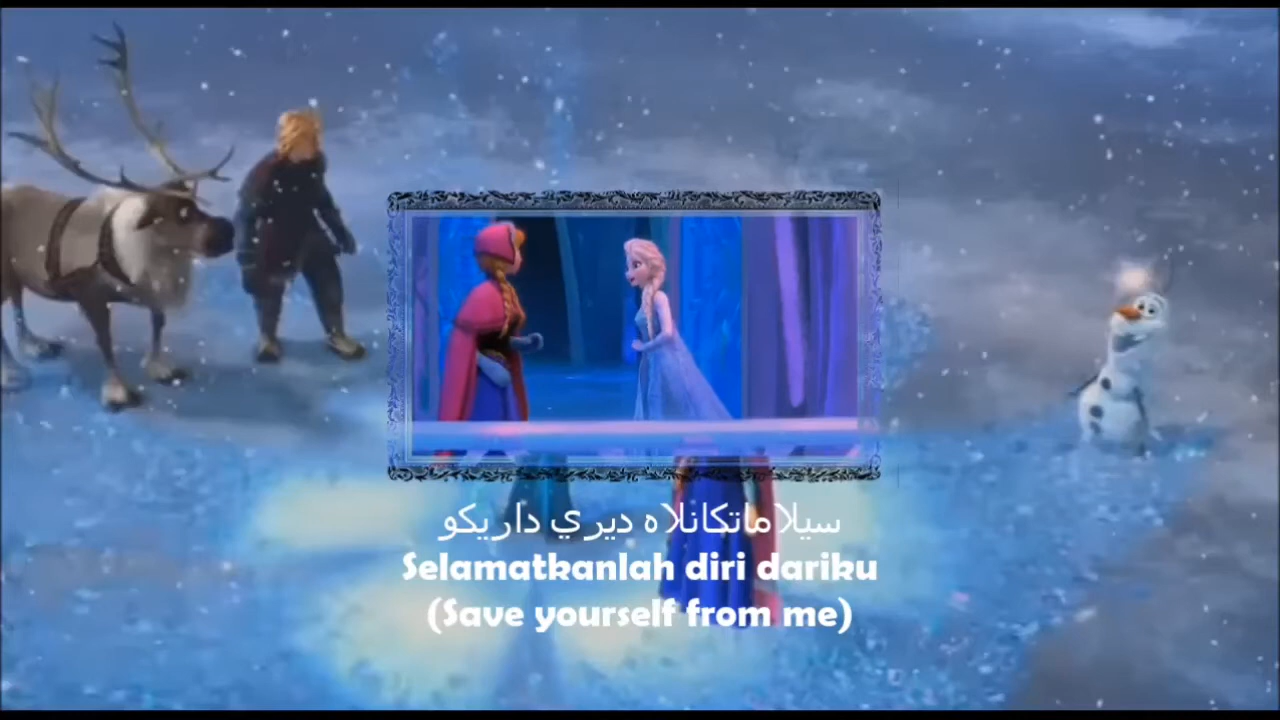 سيلاماتكانلاه ديري داريكو
Selamatkanlah diri dariku
(Save yourself from me)